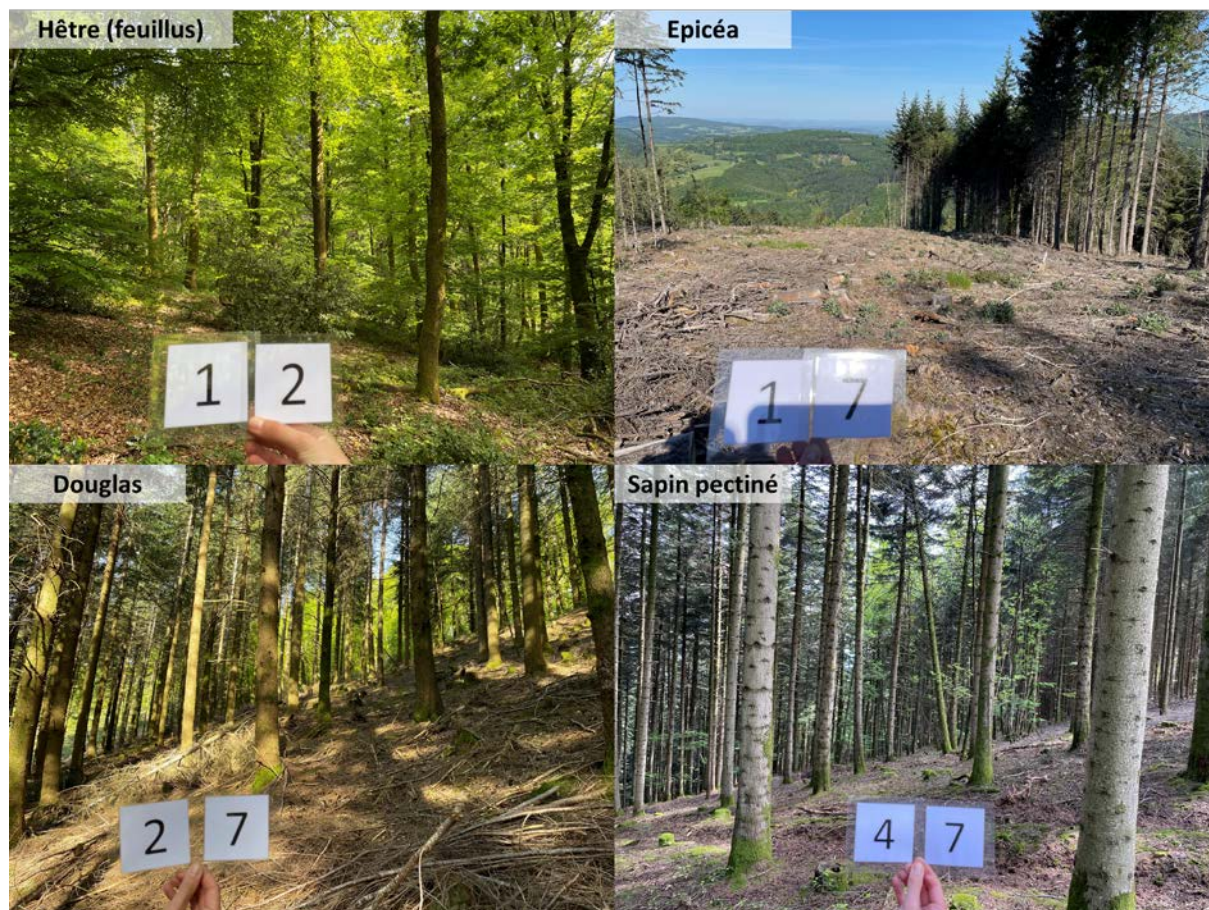 Hêtre (feuillus)
1 2
Epicéa
1 7
Douglas
2 7
Sapin pectiné
4 7